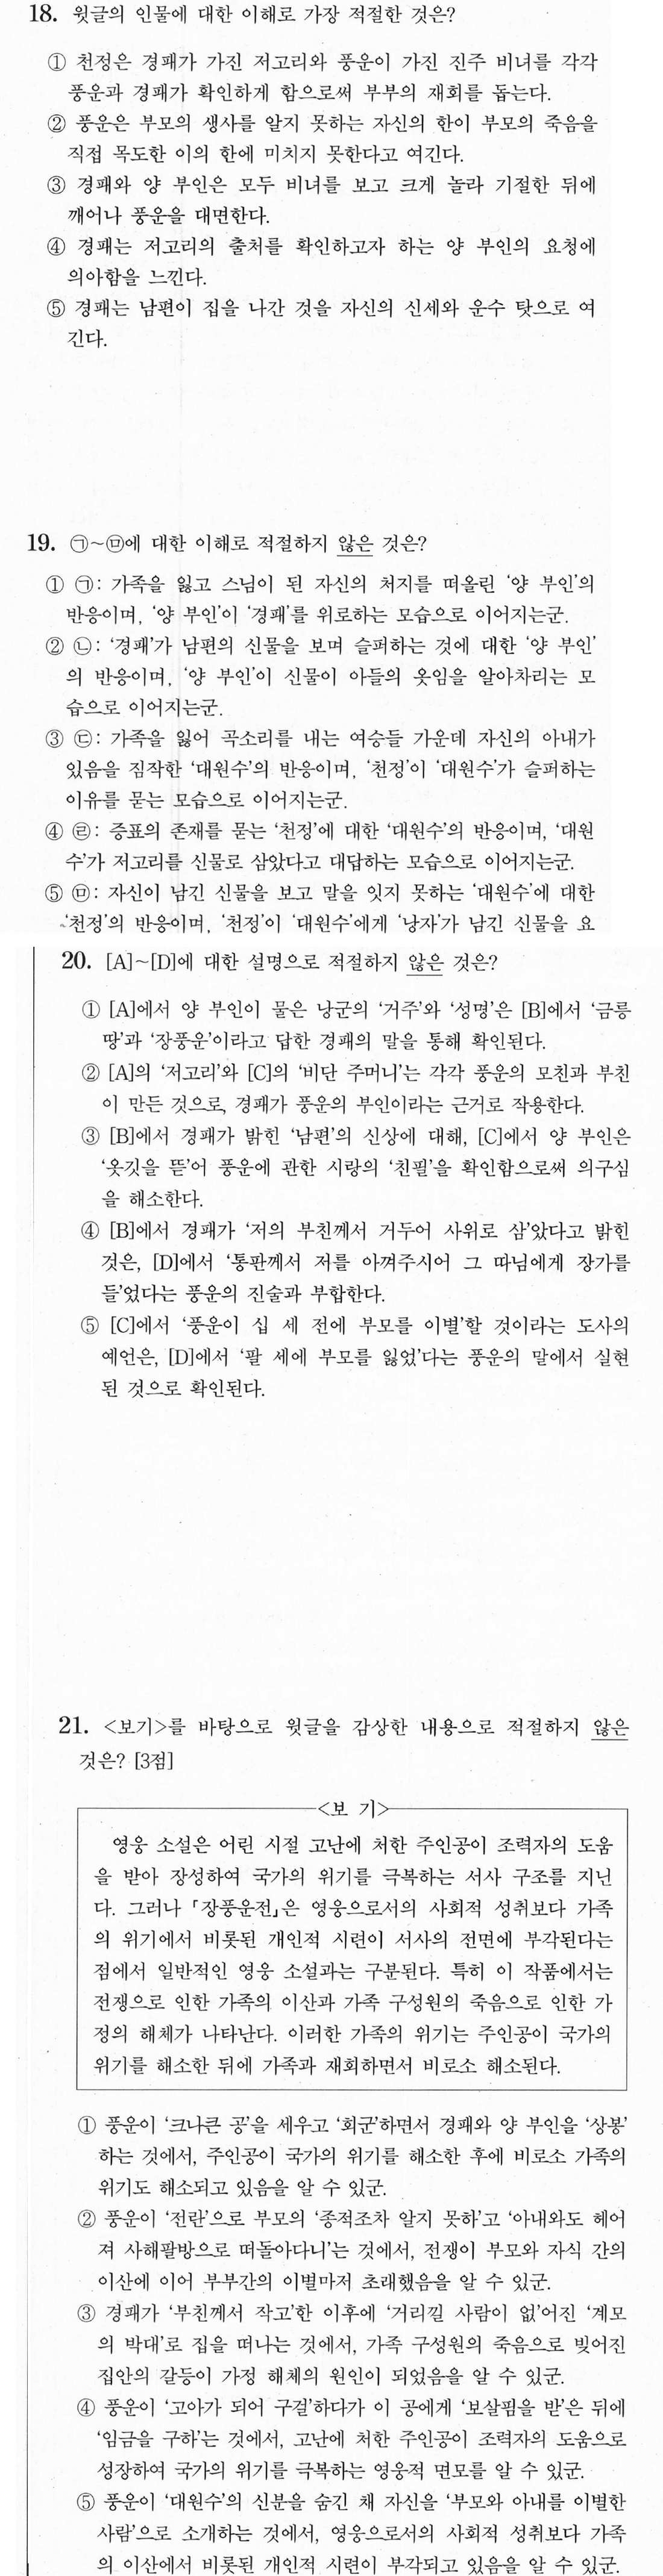 18. 윗글의 인물에 대한 이해로 가장 적절한 것은?
① 천정은 경패가 가진 저고리와 풍운이 가진 진주 비녀를 각각
풍운과 경패가 확인하게 함으로써 부부의 재회를 돕는다.
② 풍운은 부모의 생사를 알지 못하는 자신의 한이 부모의 죽음을
직접 목도한 이의 한에 미치지 못한다고 여긴다.
③ 경패와 양 부인은 모두 비녀를 보고 크게 놀라 기절한 뒤에
깨어나 풍운을 대면한다.
④ 경패는 저고리의 출처를 확인하고자 하는 양 부인의 요청에
의아함을 느낀다.
⑤ 경패는 남편이 집을 나간 것을 자신의 신세와 운수 탓으로 여
긴다.
19. ㉠~㉤에 대한 이해로 적절하지 않은 것은?
① ㉠: 가족을 잃고 스님이 된 자신의 처지를 떠올린 ‘양 부인’의
반응이며, ‘양 부인’이 ‘경패’를 위로하는 모습으로 이어지는군.
② ㉡: ‘경패’가 남편의 신물을 보며 슬퍼하는 것에 대한 ‘양 부인’
의 반응이며, ‘양 부인’이 신물이 아들의 옷임을 알아차리는 모
습으로 이어지는군.
③ ㉢: 가족을 잃어 곡소리를 내는 여승들 가운데 자신의 아내가
있음을 짐작한 ‘대원수’의 반응이며, ‘천정’이 ‘대원수’가 슬퍼하는
이유를 묻는 모습으로 이어지는군.
④ ㉣: 증표의 존재를 묻는 ‘천정’에 대한 ‘대원수’의 반응이며, ‘대원
수’가 저고리를 신물로 삼았다고 대답하는 모습으로 이어지는군.
⑤ ㉤: 자신이 남긴 신물을 보고 말을 잇지 못하는 ‘대원수’에 대한
‘천정’의 반응이며, ‘천정’이 ‘대원수’에게 ‘낭자’가 남긴 신물을 요
20. [A]~[D]에 대한 설명으로 적절하지 않은 것은?
① [A]에서 양 부인이 물은 낭군의 ‘거주’와 ‘성명’은 [B]에서 ‘금릉
땅’과 ‘장풍운’이라고 답한 경패의 말을 통해 확인된다.
② [A]의 ‘저고리’와 [C]의 ‘비단 주머니’는 각각 풍운의 모친과 부친
이 만든 것으로, 경패가 풍운의 부인이라는 근거로 작용한다.
③ [B]에서 경패가 밝힌 ‘남편’의 신상에 대해, [C]에서 양 부인은
‘옷깃을 뜯’어 풍운에 관한 시랑의 ‘친필’을 확인함으로써 의구심
을 해소한다.
④ [B]에서 경패가 ‘저의 부친께서 거두어 사위로 삼’았다고 밝힌
것은, [D]에서 ‘통판께서 저를 아껴주시어 그 따님에게 장가를
들’었다는 풍운의 진술과 부합한다.
⑤ [C]에서 ‘풍운이 십 세 전에 부모를 이별’할 것이라는 도사의
예언은, [D]에서 ‘팔 세에 부모를 잃었’다는 풍운의 말에서 실현
된 것으로 확인된다.
21. <보기>를 바탕으로 윗글을 감상한 내용으로 적절하지 않은
것은? [3점]
<보 기>
영웅 소설은 어린 시절 고난에 처한 주인공이 조력자의 도움
을 받아 장성하여 국가의 위기를 극복하는 서사 구조를 지닌
다. 그러나 「장풍운전」은 영웅으로서의 사회적 성취보다 가족
의 위기에서 비롯된 개인적 시련이 서사의 전면에 부각된다는
점에서 일반적인 영웅 소설과는 구분된다. 특히 이 작품에서는
전쟁으로 인한 가족의 이산과 가족 구성원의 죽음으로 인한 가
정의 해체가 나타난다. 이러한 가족의 위기는 주인공이 국가의
위기를 해소한 뒤에 가족과 재회하면서 비로소 해소된다.
① 풍운이 ‘크나큰 공’을 세우고 ‘회군’하면서 경패와 양 부인을 ‘상봉’
하는 것에서, 주인공이 국가의 위기를 해소한 후에 비로소 가족의
위기도 해소되고 있음을 알 수 있군.
② 풍운이 ‘전란’으로 부모의 ‘종적조차 알지 못하’고 ‘아내와도 헤어
져 사해팔방으로 떠돌아다니’는 것에서, 전쟁이 부모와 자식 간의
이산에 이어 부부간의 이별마저 초래했음을 알 수 있군.
③ 경패가 ‘부친께서 작고’한 이후에 ‘거리낄 사람이 없’어진 ‘계모
의 박대’로 집을 떠나는 것에서, 가족 구성원의 죽음으로 빚어진
집안의 갈등이 가정 해체의 원인이 되었음을 알 수 있군.
④ 풍운이 ‘고아가 되어 구걸’하다가 이 공에게 ‘보살핌을 받’은 뒤에
‘임금을 구하’는 것에서, 고난에 처한 주인공이 조력자의 도움으로
성장하여 국가의 위기를 극복하는 영웅적 면모를 알 수 있군.
⑤ 풍운이 ‘대원수’의 신분을 숨긴 채 자신을 ‘부모와 아내를 이별한
사람’으로 소개하는 것에서, 영웅으로서의 사회적 성취보다 가족
의 이산에서 비롯된 개인적 시련이 부각되고 있음을 알 수 있군.